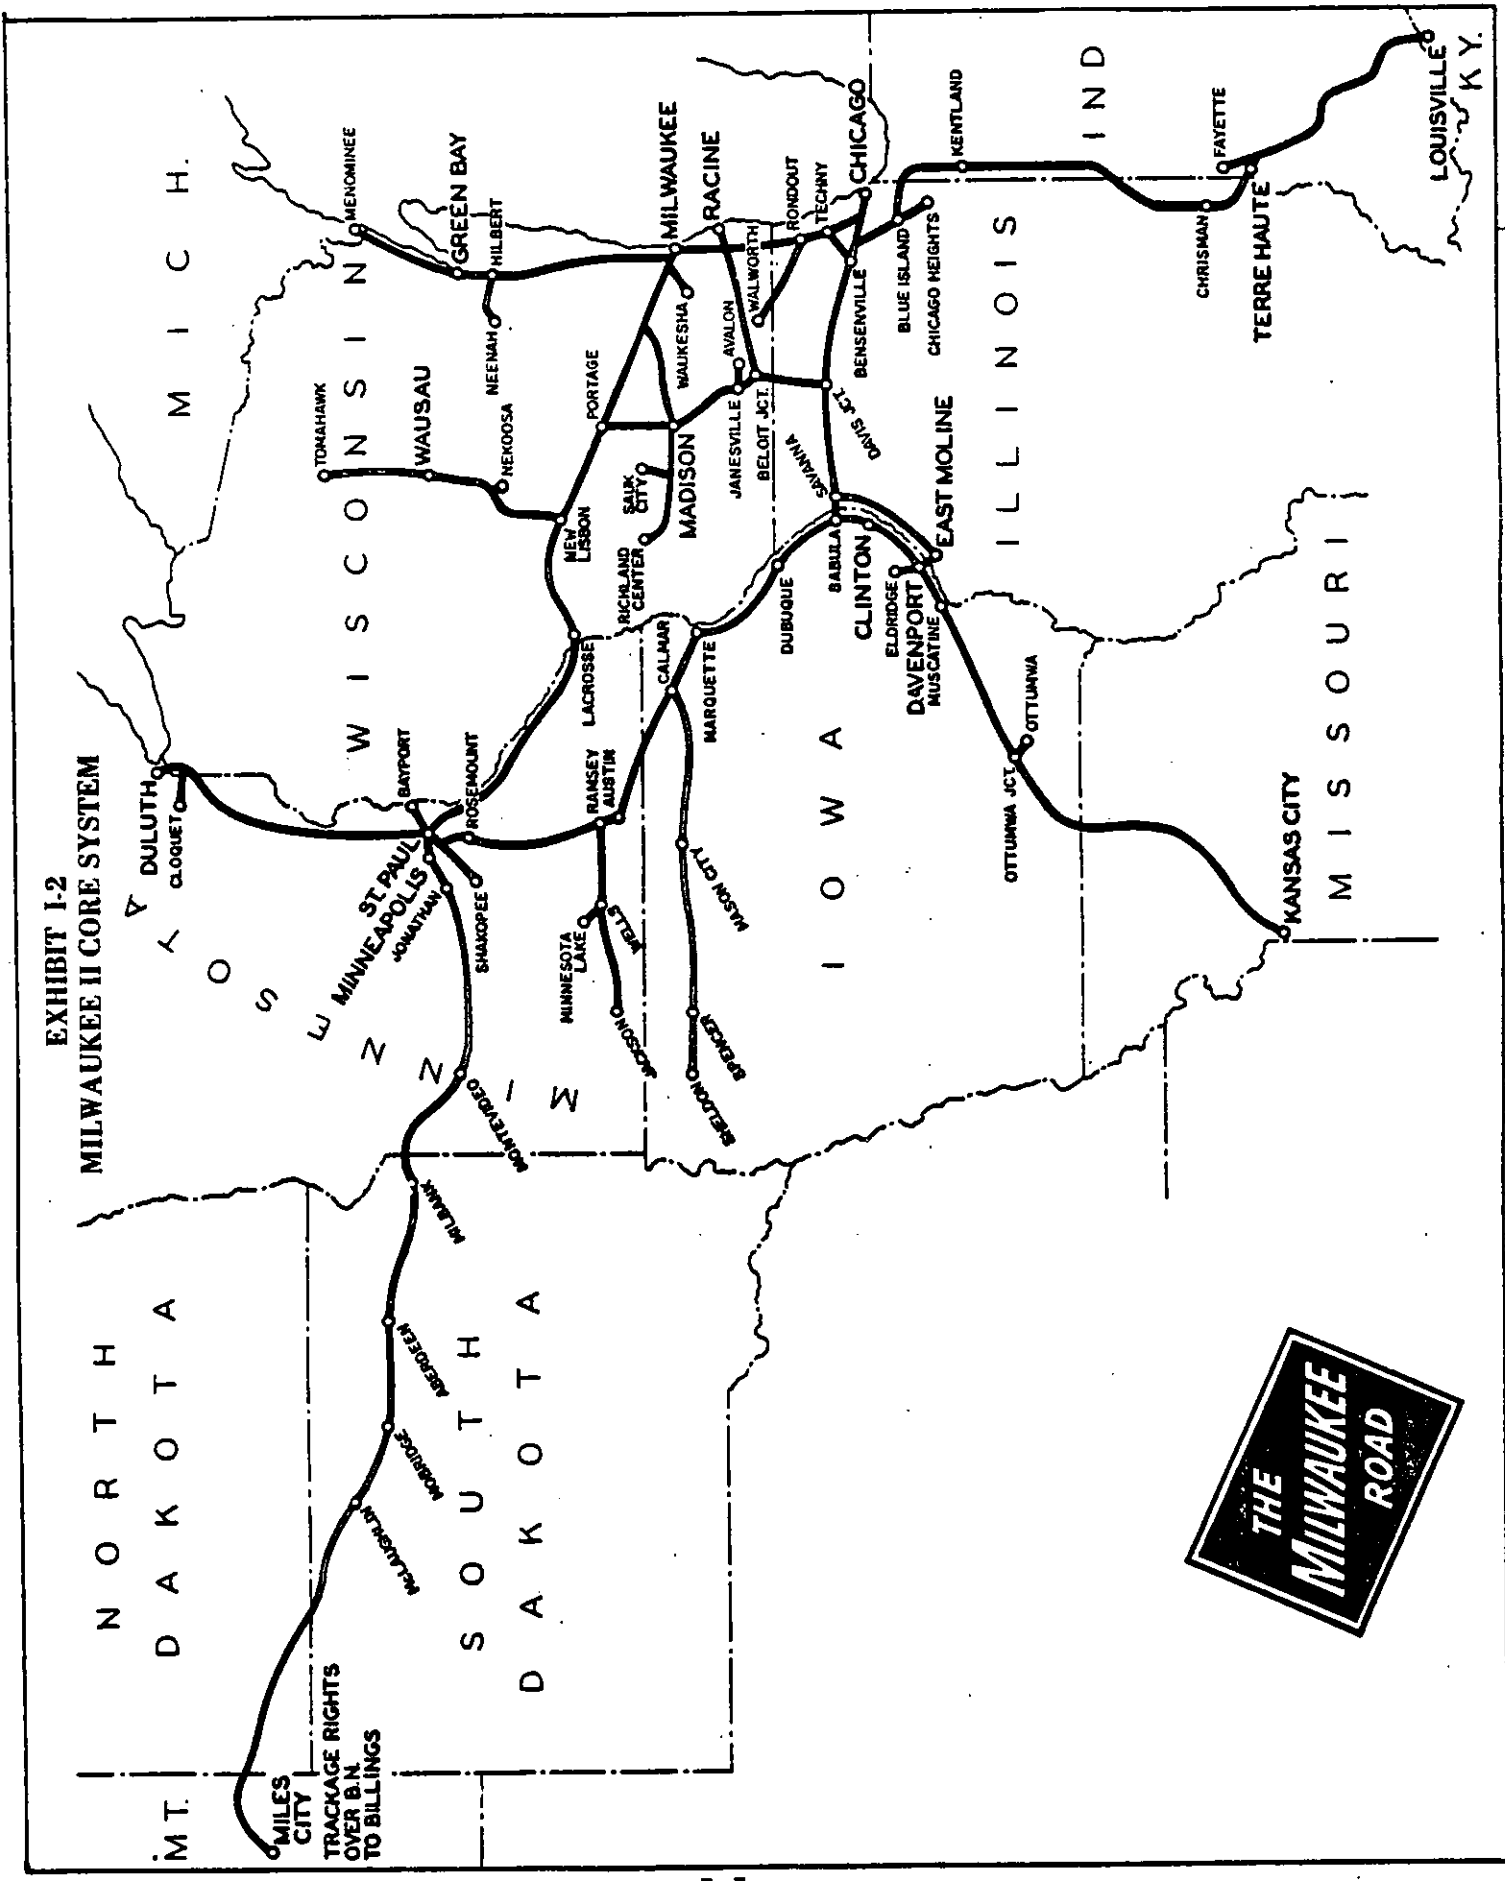 EXHIBIT I-2
MILWAUKEE II CORE SYSTEM
MT.
NORTH
DAKOTA
SOUTH
DAKOTA
MINNESOTA
WISCONSIN
MICH.
IOWA
ILLINOIS
IND
MISSOURI
KY.
MILES
CITY
TRACKAGE RIGHTS
OVER B.N.
TO BILLINGS
McLAUGHLIN
MOBRIDGE
ABERDEEN
MILBANK
MONTEVIDEO
DULUTH
CLOQUET
ST. PAUL
MINNEAPOLIS
JONATHAN
SHAKOPEE
BAYPORT
ROSEMOUNT
RAMSEY
AUSTIN
MINNESOTA
LAKE
WELLS
JACKSON
SHELDON
SPENCER
MASON CITY
CALMAR
MARQUETTE
LACROSSE
NEW
LISBON
TOMAHAWK
WAUSAU
NEKOOSA
PORTAGE
SAUK
CITY
RICHLAND
CENTER
MADISON
MENOMINEE
GREEN BAY
HILBERT
NEENAH
MILWAUKEE
WAUKESHA
RACINE
AVALON
WALWORTH
JANESVILLE
BELOIT JCT.
RONDOUT
TECHNY
CHICAGO
BENSENVILLE
BLUE ISLAND
CHICAGO HEIGHTS
DAVIS JCT.
SAVANNA
DUBUQUE
SABULA
CLINTON
ELDRIDGE
DAVENPORT
MUSCATINE
EAST MOLINE
OTTUMWA
OTTUMWA JCT.
KANSAS CITY
KENTLAND
CHRISMAN
FAYETTE
TERRE HAUTE
LOUISVILLE
THE
MILWAUKEE
ROAD